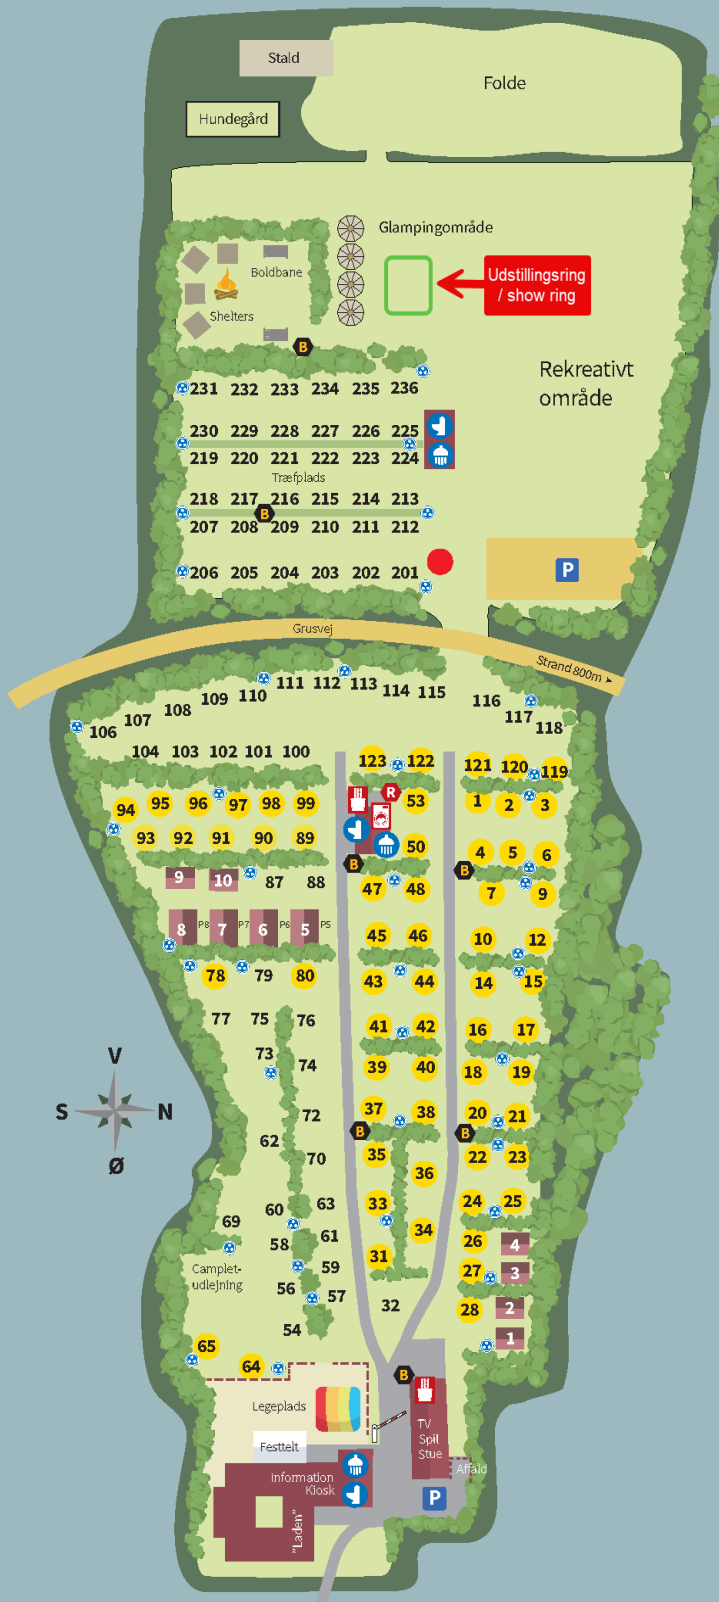 Stald
Folde
Hundegård
Glampingområde
Boldbane
Udstillingsring
/ show ring
Shelters
B
Rekreativt
område
231 232 233 234 235 236
230 229 228 227 226 225
219 220 221 222 223 224
Træfplads
218 217 216 215 214 213
B
207 208 209 210 211 212
206 205 204 203 202 201
P
Grusvej
Strand 800m
106 107 108 109 110 111 112 113 114 115
116 117 118
104 103 102 101 100
123 122
121 120 119
94 95 96 97 98 99
R
53
1 2 3
93 92 91 90 89
50
4 5 6
B
B
9 10 87 88
47 48
7 9
8 P8 7 P7 6 P6 5 P5
45 46
10 12
78 79 80
43 44
14 15
77 75 76
41 42
16 17
73 74
39 40
18 19
72
37 38
20 21
62
B
B
70
35
36
22 23
V
S N
Ø
60 63
33
34
24 25
69
58 61
26 4
Camplet-
udlejning
59
31
27 3
56 57
32
28 2
54
1
65
64
B
Legeplads
TV
Spil
Stue
Festtelt
Affald
Information
Kiosk
P
"Laden"